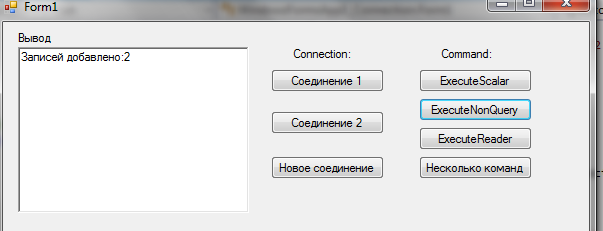 Form1
Вывод
Записей добавлено:2
Connection:
Command:
Соединение 1
ExecuteScalar
ExecuteNonQuery
Соединение 2
ExecuteReader
Новое соединение
Несколько команд